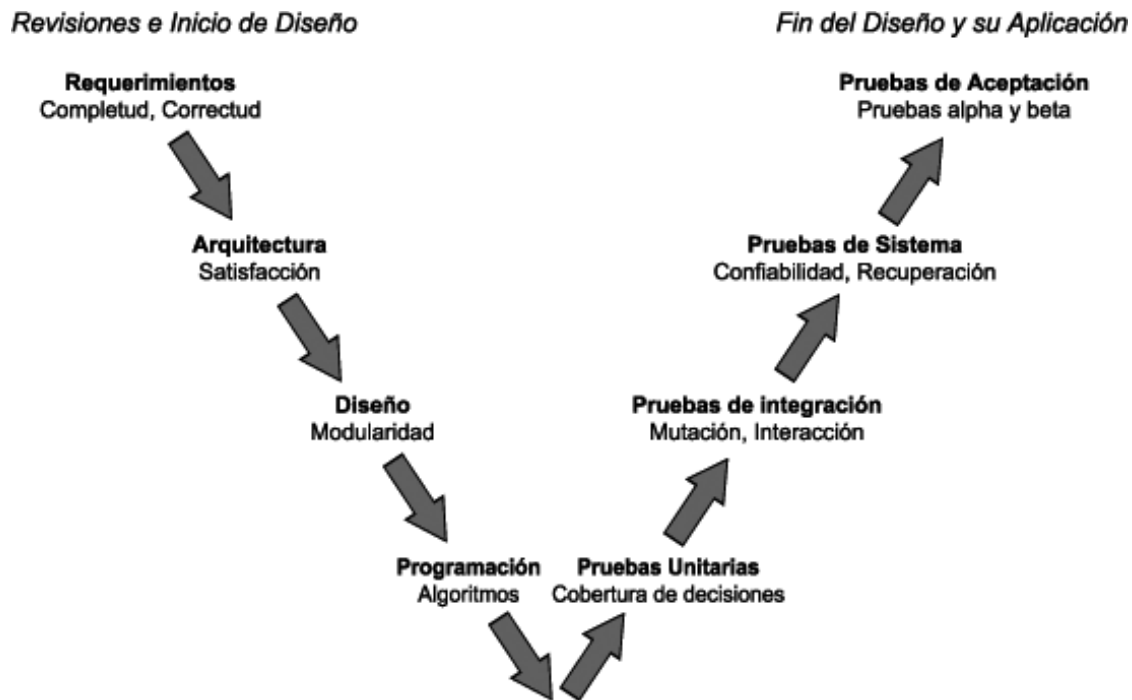 Revisiones e Inicio de Diseño
Fin del Diseño y su Aplicación
Requerimientos
Completud, Correctud
Pruebas de Aceptación
Pruebas alpha y beta
Arquitectura
Satisfacción
Pruebas de Sistema
Confiabilidad, Recuperación
Diseño
Modularidad
Pruebas de integración
Mutación, Interacción
Programación
Algoritmos
Pruebas Unitarias
Cobertura de decisiones